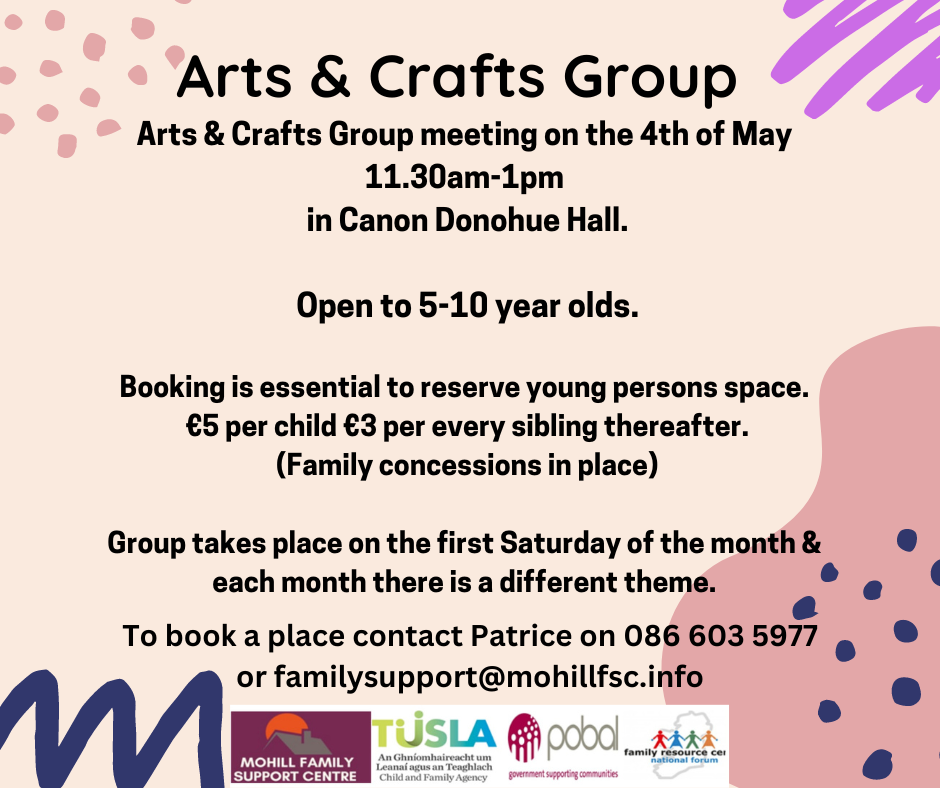 Arts & Crafts Group
Arts & Crafts Group meeting on the 4th of May
11.30am-1pm
in Canon Donohue Hall.
Open to 5-10 year olds.
Booking is essential to reserve young persons space.
€5 per child €3 per every sibling thereafter.
(Family concessions in place)
Group takes place on the first Saturday of the month &
each month there is a different theme.
To book a place contact Patrice on 086 603 5977
or familysupport@mohillfsc.info
MOHILL FAMILY
SUPPORT CENTRE
TUSLA
An Ghníomhaireacht um
Leanaí agus an Teaghlach
Child and Family Agency
pobal
government supporting communities
family resource cen
national forum